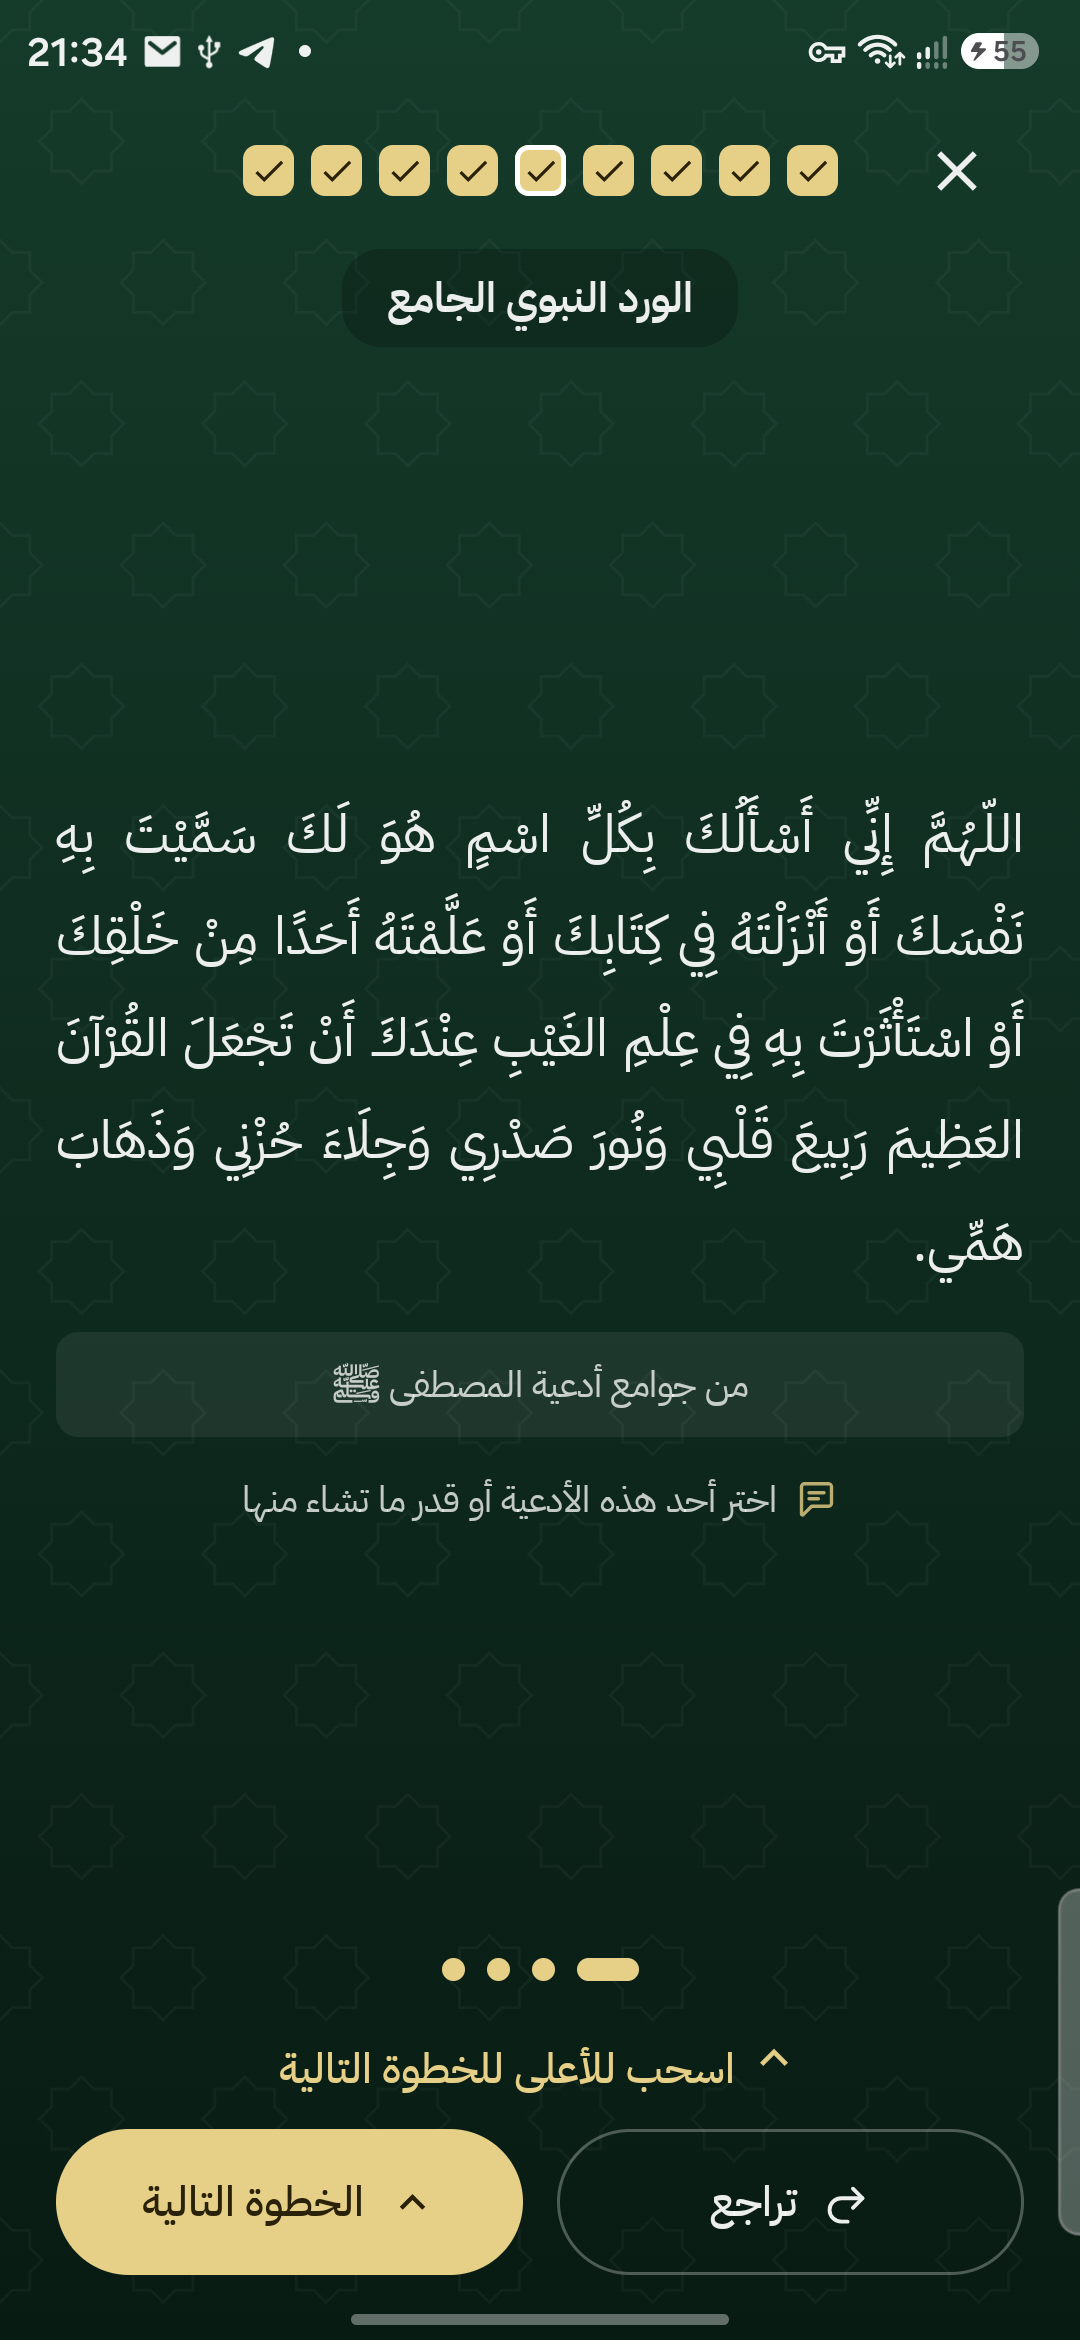 21:34
55
الورد النبوي الجامع
اللّهُمَّ إِنِّي أَسْأَلُكَ بِكُلِّ اسْمٍ هُوَ لَكَ سَمَّيْتَ بِهِ
نَفْسَكَ أَوْ أَنْزَلْتَهُ فِي كِتَابِكَ أَوْ عَلَّمْتَهُ أَحَدًا مِنْ خَلْقِكَ
أَوْ اسْتَأْثَرْتَ بِهِ فِي عِلْمِ الغَيْبِ عِنْدَكَ أَنْ تَجْعَلَ القُرْآنَ
العَظِيمَ رَبِيعَ قَلْبِي وَنُورَ صَدْرِي وَجِلَاءَ حُزْنِي وَذَهَابَ
هَمِّي.
من جوامع أدعية المصطفى ﷺ
اختر أحد هذه الأدعية أو قدر ما تشاء منها
اسحب للأعلى للخطوة التالية
تراجع
الخطوة التالية